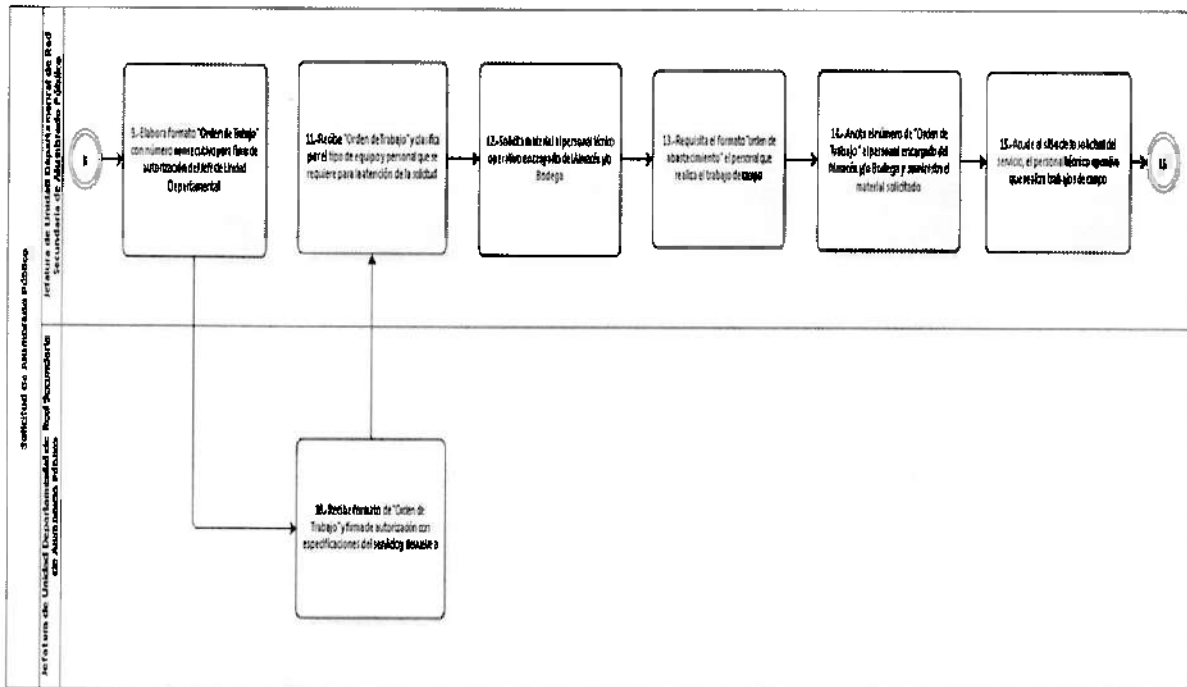 Solicitud de Alumbrado Público
Jefatura de Unidad Departamental de Red
Secundaria de Alumbrado Público
9.-Elabora formato "Orden de Trabajo"
con número consecutivo para firma de
autorización del Jefe de Unidad
Departamental
11.-Recibe "Orden de Trabajo" y clasifica
por el tipo de equipo y personal que se
requiere para la atención de la solicitud
12.-Solicita material al personal técnico
operativo encargado de Almacén y/o
Bodega
13.-Requisita el formato "orden de
abastecimiento" el personal que
realiza el trabajo de campo
14.-Anota el número de "Orden de
Trabajo" el personal encargado del
Almacén y/o Bodega y suministra el
material solicitado
15.-Acude al sitio de la solicitud del
servicio, el personal técnico operativo
que realiza trabajos de campo
Jefatura de Unidad Departamental de Red Secundaria
de Alumbrado Público
10.-Recibe formato de "Orden de
Trabajo" y firma de autorización con
especificaciones del servicio y devuelve